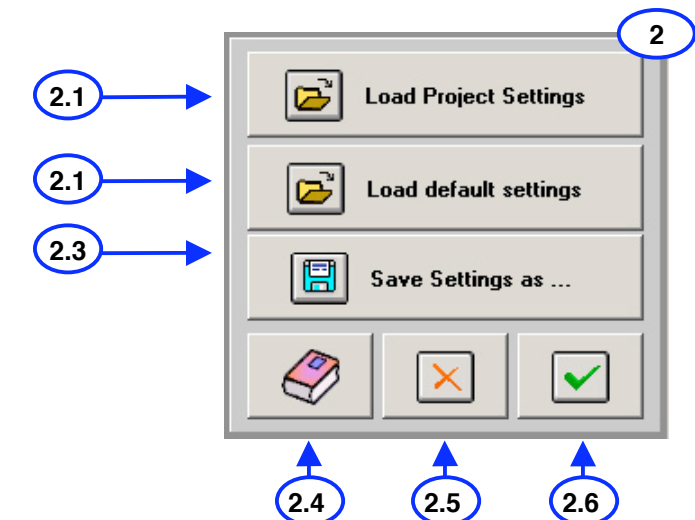 2
2.1
Load Project Settings
2.1
Load default settings
2.3
Save Settings as ...
2.4 2.5 2.6